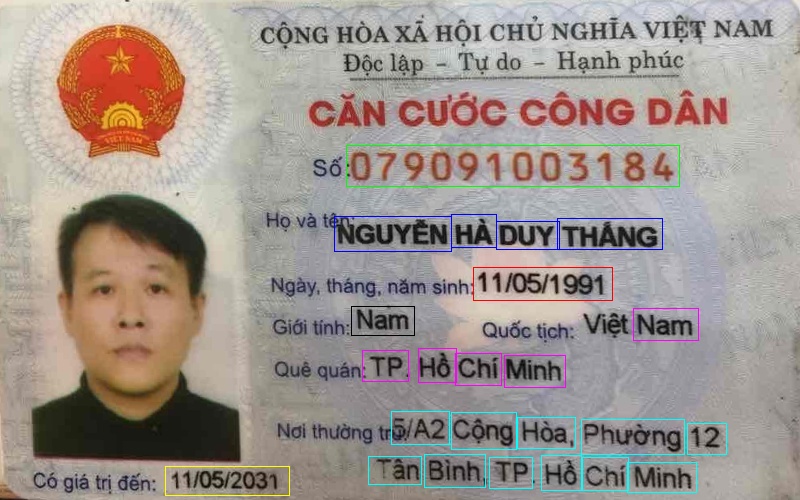 CỘNG HÒA XÃ HỘI CHỦ NGHĨA VIỆT NAM
Độc lập – Tự do – Hạnh phúc
CĂN CƯỚC CÔNG DÂN
Số: 079091003184
Họ và tên: NGUYỄN HÀ DUY THẮNG
Ngày, tháng, năm sinh: 11/05/1991
Giới tính: Nam Quốc tịch: Việt Nam
Quê quán: TP. Hồ Chí Minh
Nơi thường trú: 5/A2 Cộng Hòa, Phường 12
Tân Bình, TP. Hồ Chí Minh
Có giá trị đến: 11/05/2031